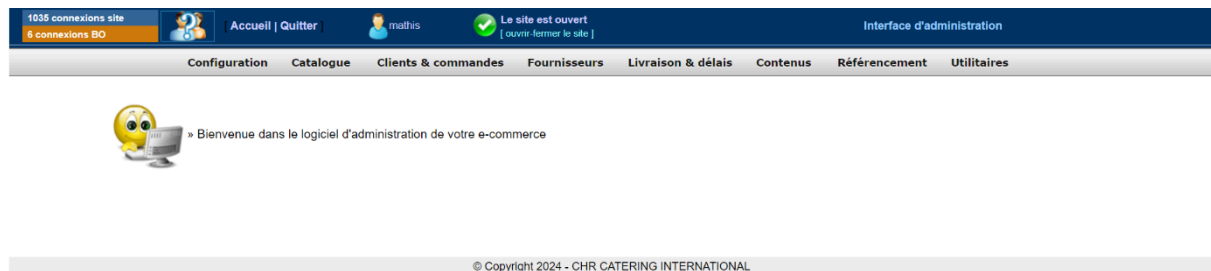 1035 connexions site
6 connexions BO
| Accueil | Quitter |
mathis
Le site est ouvert
[ ouvrir-fermer le site ]
Interface d'administration
Configuration Catalogue Clients & commandes Fournisseurs Livraison & délais Contenus Référencement Utilitaires
» Bienvenue dans le logiciel d'administration de votre e-commerce
© Copyright 2024 - CHR CATERING INTERNATIONAL